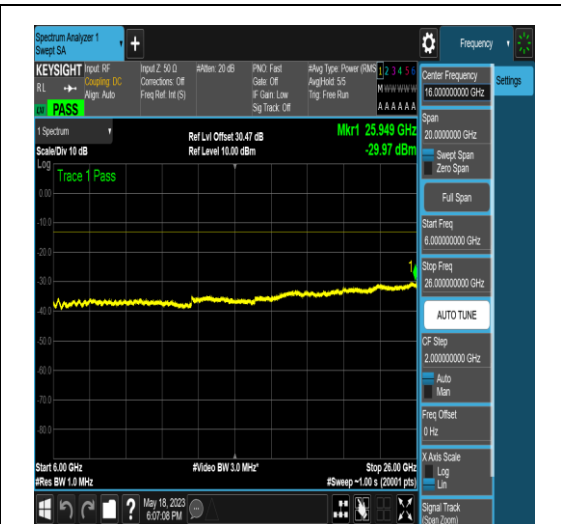 Spectrum Analyzer 1
Swept SA
Frequency
KEYSIGHT
RL
PASS
Input: RF
Coupling: DC
Align: Auto
Input Z: 50 Ω
Corrections: Off
Freq Ref: Int (S)
#Atten: 20 dB
PNO: Fast
Gate: Off
IF Gain: Low
Sig Track: Off
#Avg Type: Power (RMS
Avg|Hold: 5/5
Trig: Free Run
1 2 3 4 5 6
M W W W W W
A A A A A A
1 Spectrum
Scale/Div 10 dB
Ref Lvl Offset 30.47 dB
Ref Level 10.00 dBm
Mkr1 25.949 GHz
-29.97 dBm
Log
Trace 1 Pass
0.00
-10.0
-20.0
-30.0
-40.0
-50.0
-60.0
-70.0
-80.0
1
Start 6.00 GHz
#Res BW 1.0 MHz
#Video BW 3.0 MHz*
Stop 26.00 GHz
#Sweep ~1.00 s (20001 pts)
May 18, 2023
6:07:08 PM
Settings
Center Frequency
16.000000000 GHz
Span
20.0000000 GHz
Swept Span
Zero Span
Full Span
Start Freq
6.000000000 GHz
Stop Freq
26.000000000 GHz
AUTO TUNE
CF Step
2.000000000 GHz
Auto
Man
Freq Offset
0 Hz
X Axis Scale
Log
Lin
Signal Track
(Span Zoom)